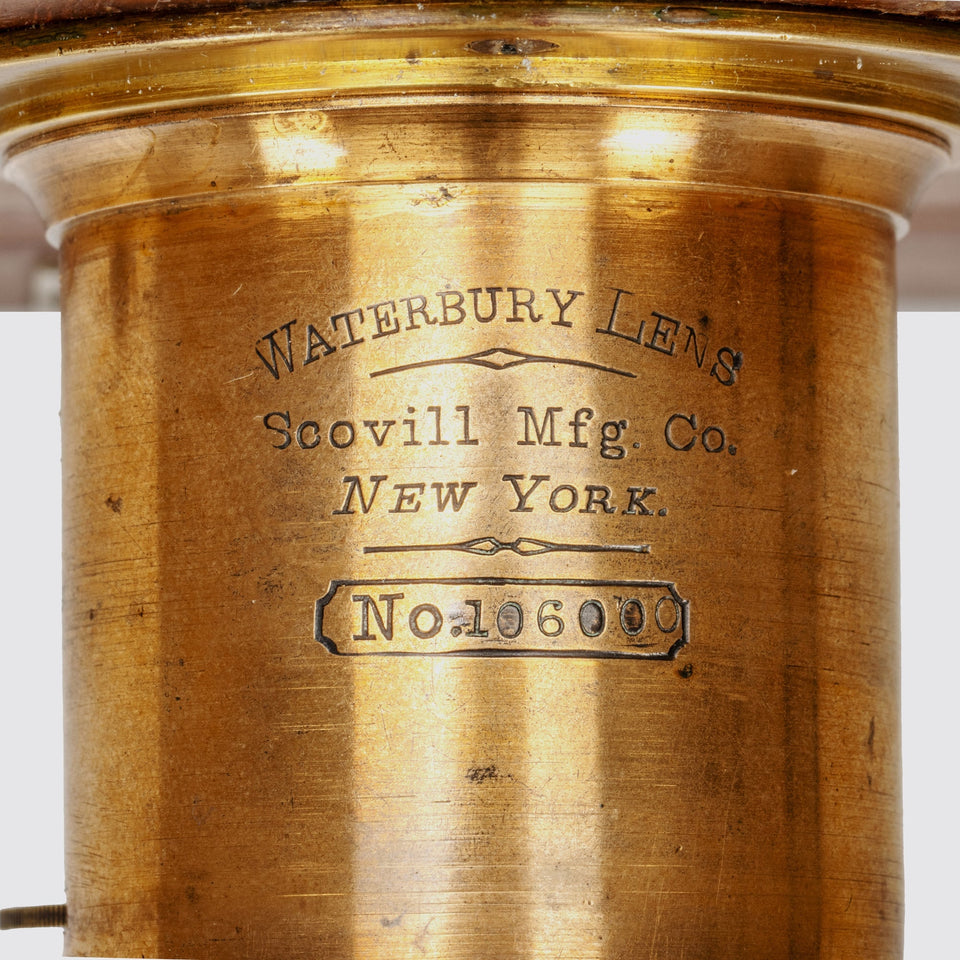 WATERBURY LENS
Scovill Mfg. Co.
NEW YORK.
No. 106000